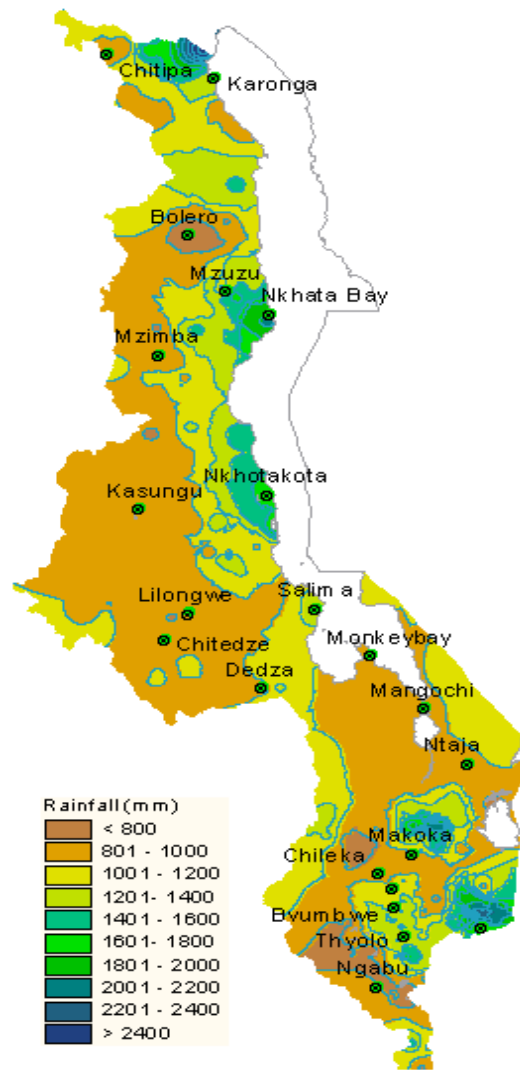 Chitipa
Karonga
Bolero
Mzuzu
Nkhata Bay
Mzimba
Nkhotakota
Kasungu
Salima
Lilongwe
Chitedze
Monkeybay
Dedza
Mangochi
Ntaja
Makoka
Chileka
Bvumbwe
Thyolo
Ngabu
Rainfall(mm)
< 800
801 - 1000
1001 - 1200
1201- 1400
1401 - 1600
1601- 1800
1801 - 2000
2001 - 2200
2201 - 2400
> 2400